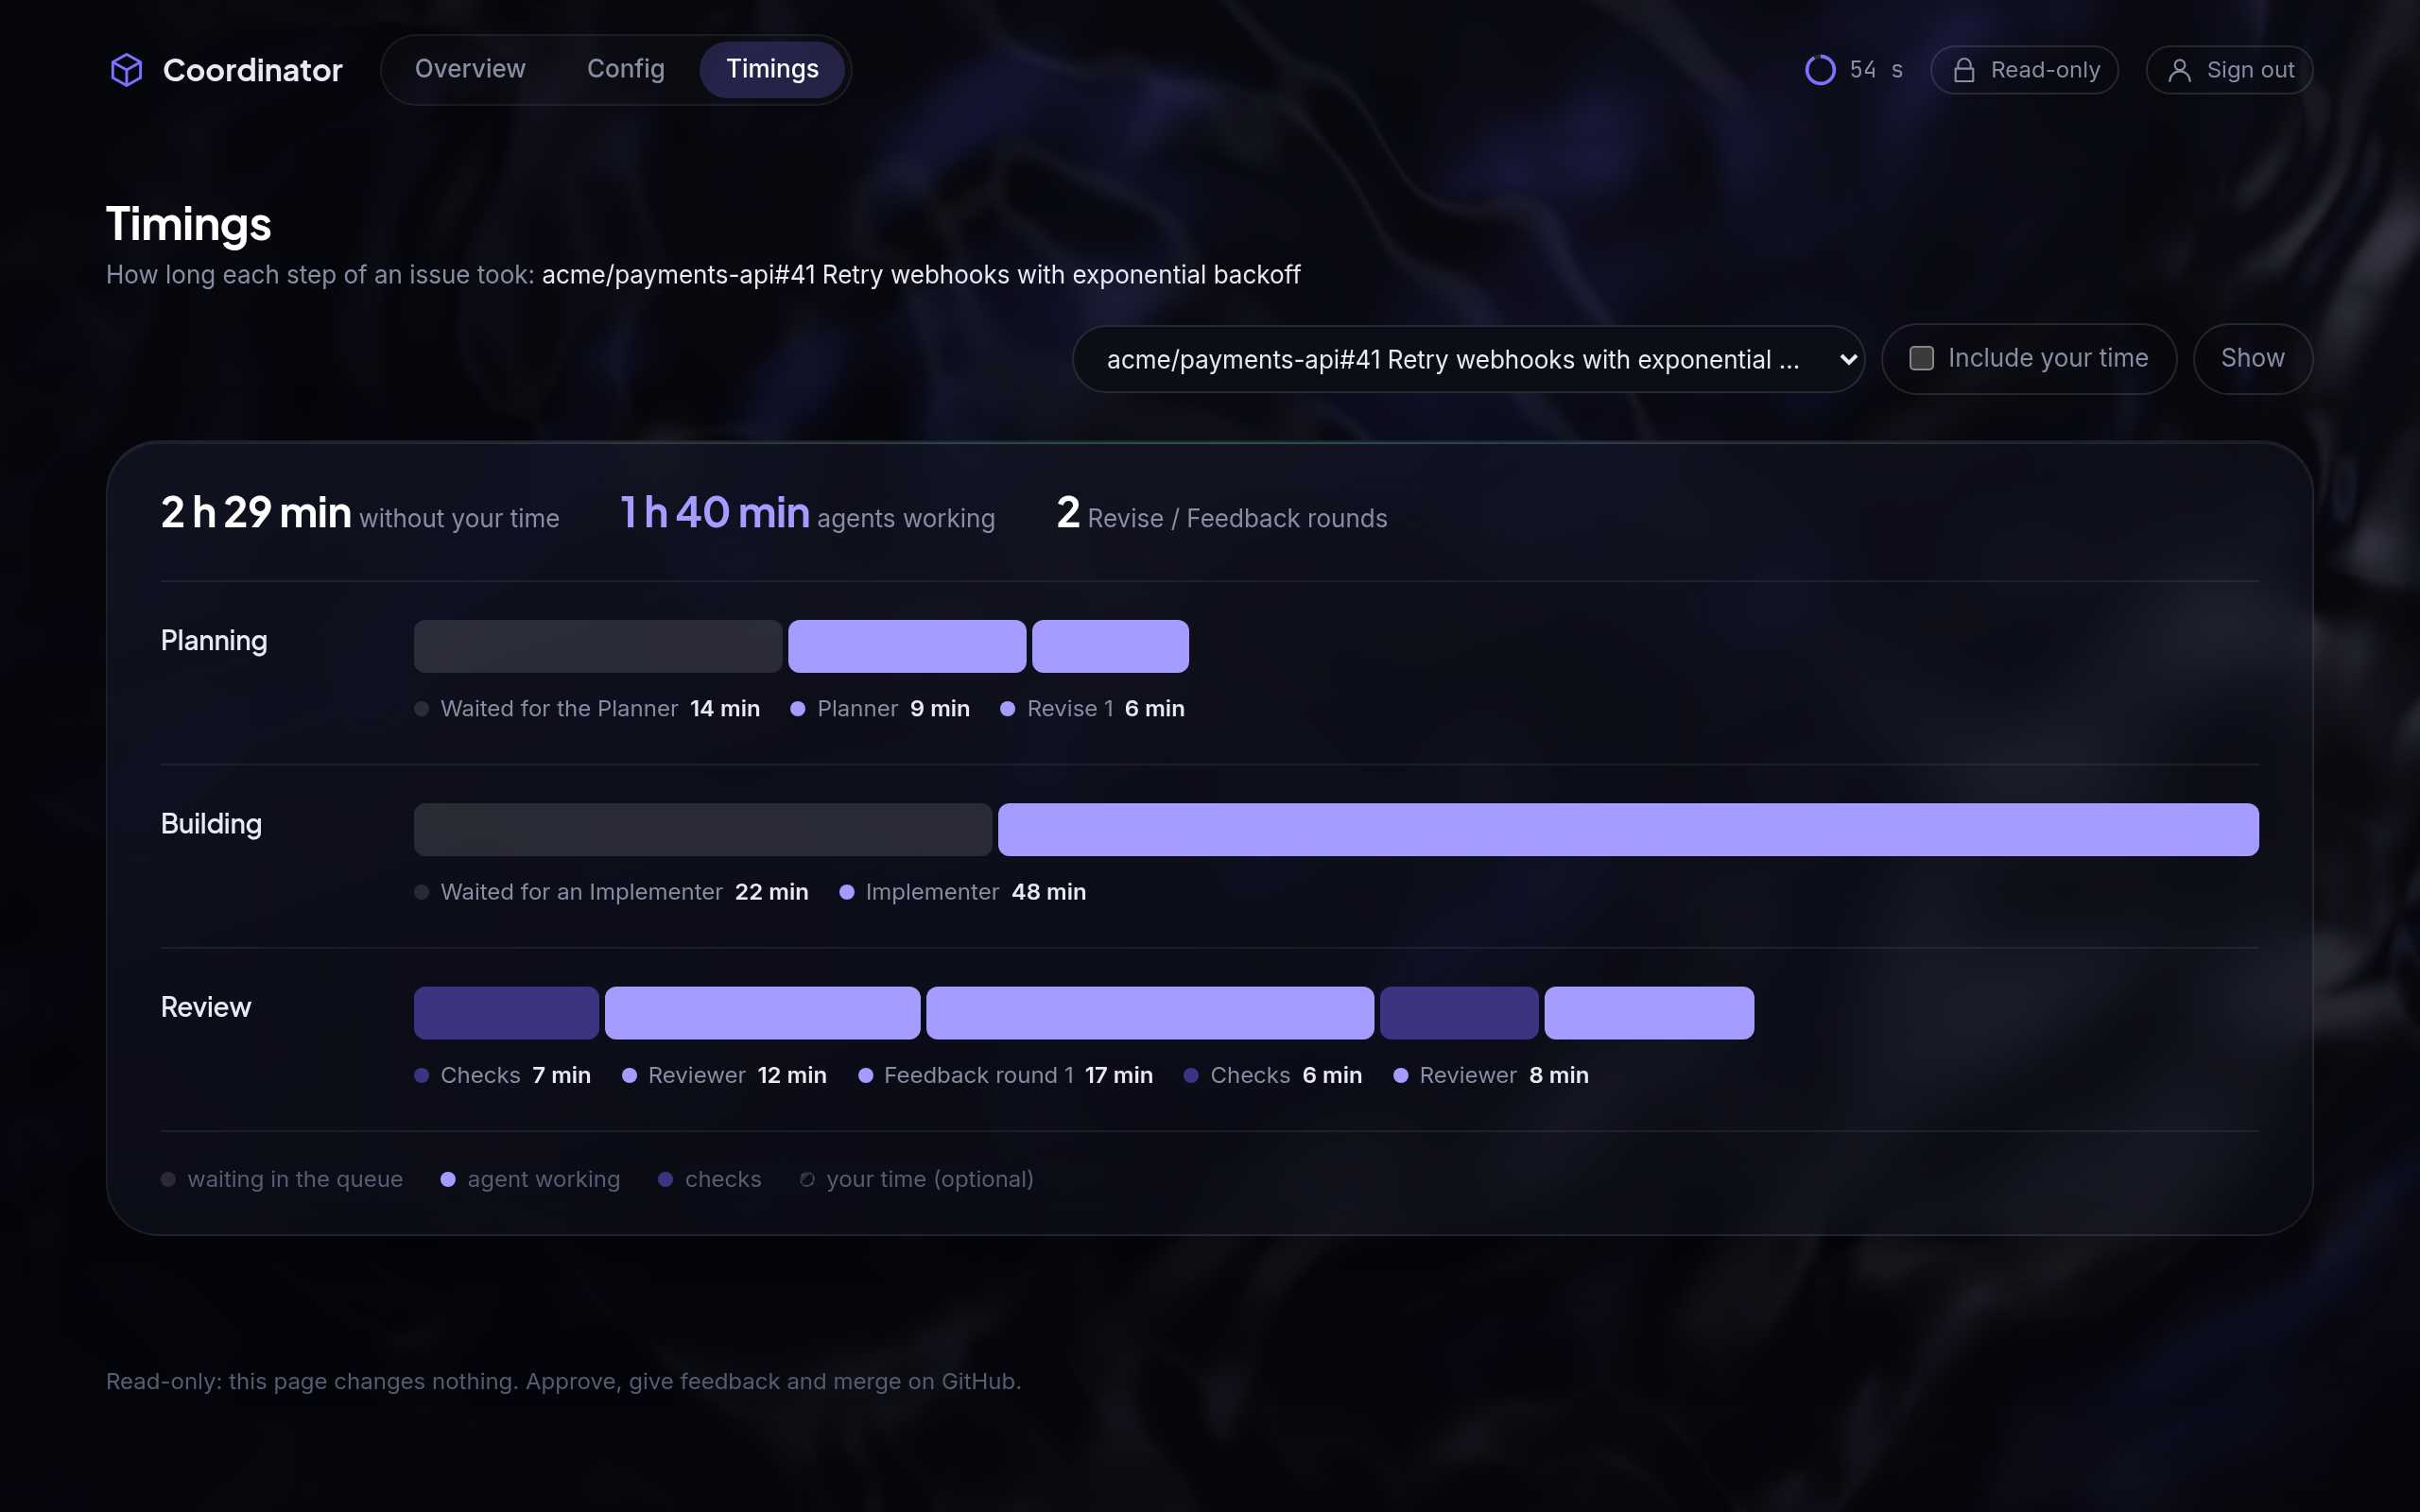 Coordinator Overview Config Timings 54 s Read-only Sign out
Timings
How long each step of an issue took: acme/payments-api#41 Retry webhooks with exponential backoff
acme/payments-api#41 Retry webhooks with exponential ... Include your time Show
2 h 29 min without your time 1 h 40 min agents working 2 Revise / Feedback rounds
Planning
Waited for the Planner 14 min Planner 9 min Revise 1 6 min
Building
Waited for an Implementer 22 min Implementer 48 min
Review
Checks 7 min Reviewer 12 min Feedback round 1 17 min Checks 6 min Reviewer 8 min
waiting in the queue agent working checks your time (optional)
Read-only: this page changes nothing. Approve, give feedback and merge on GitHub.